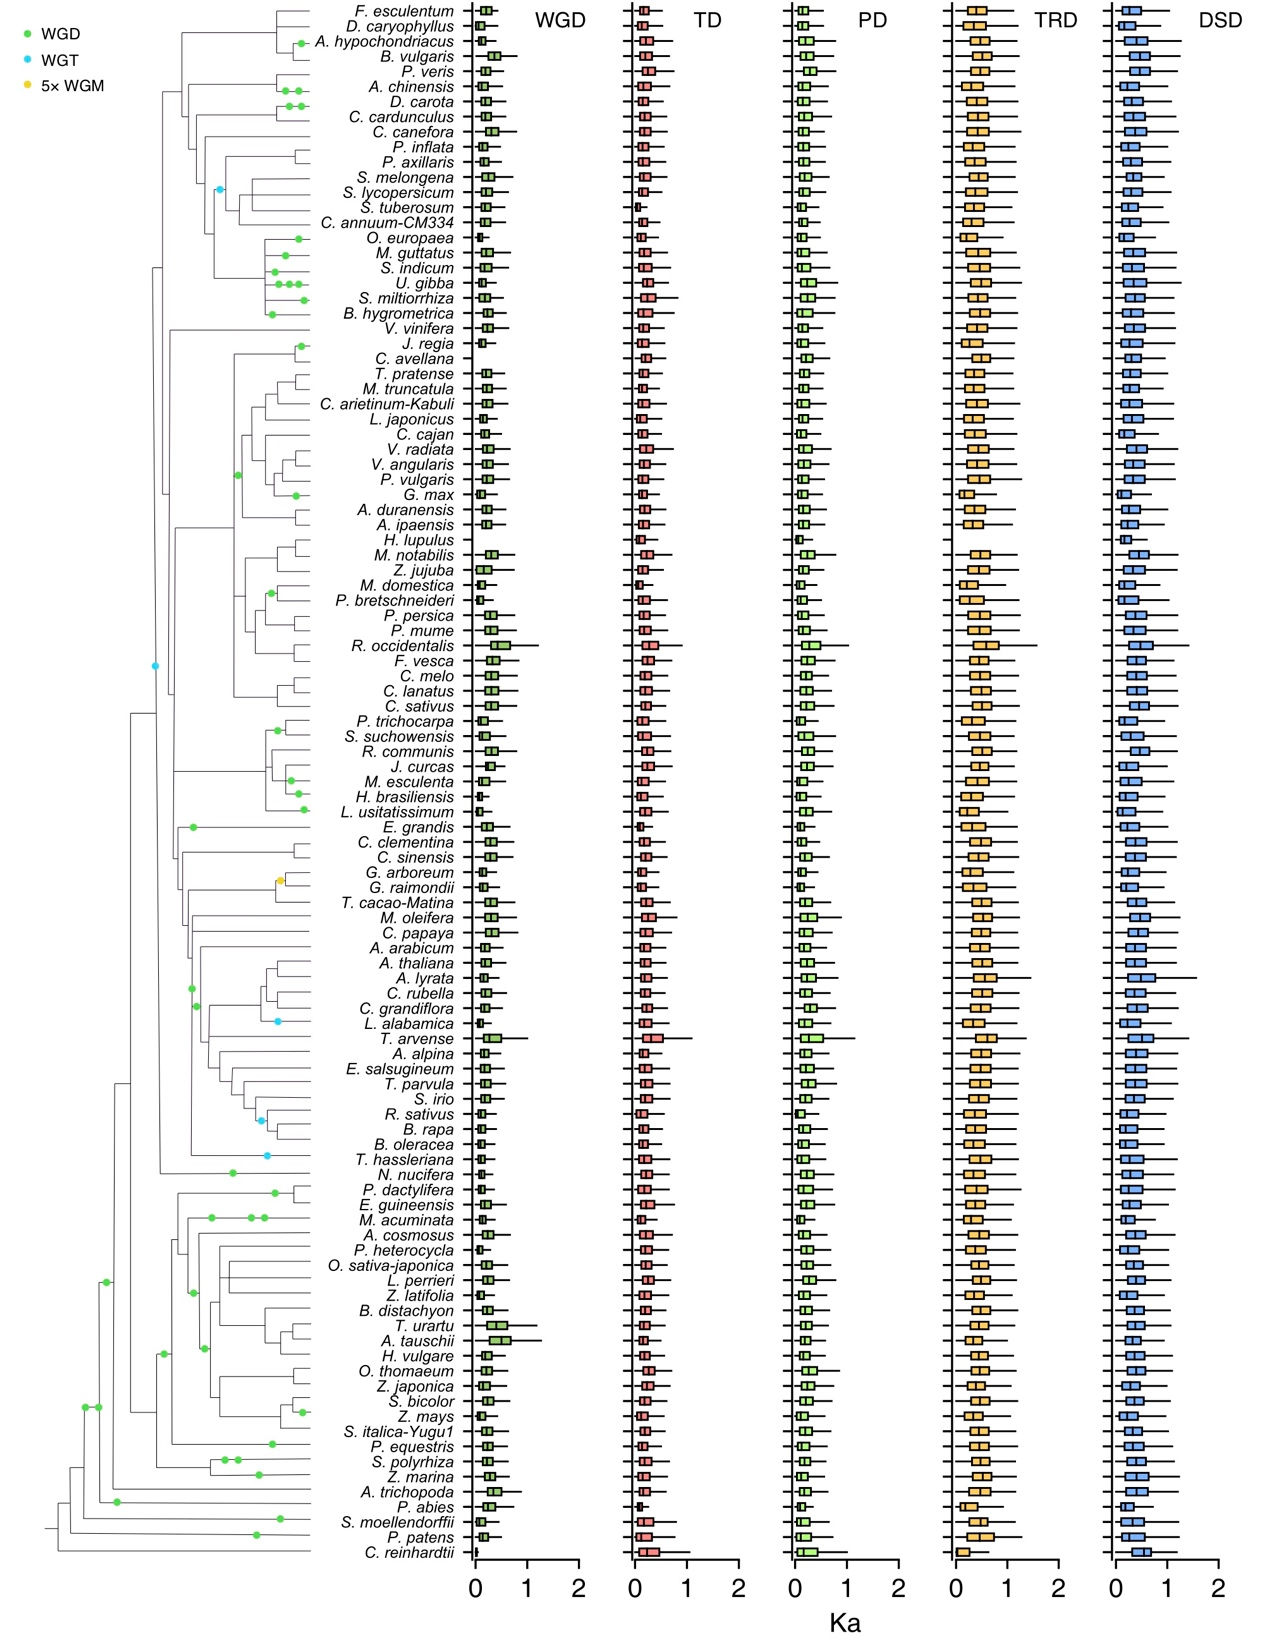 WGD
WGT
5× WGM
WGD
TD
PD
TRD
DSD
F. esculentum
D. caryophyllus
A. hypochondriacus
B. vulgaris
P. veris
A. chinensis
D. carota
C. cardunculus
C. canefora
P. inflata
P. axillaris
S. melongena
S. lycopersicum
S. tuberosum
C. annuum-CM334
O. europaea
M. guttatus
S. indicum
U. gibba
S. miltiorrhiza
B. hygrometrica
V. vinifera
J. regia
C. avellana
T. pratense
M. truncatula
C. arietinum-Kabuli
L. japonicus
C. cajan
V. radiata
V. angularis
P. vulgaris
G. max
A. duranensis
A. ipaensis
H. lupulus
M. notabilis
Z. jujuba
M. domestica
P. bretschneideri
P. persica
P. mume
R. occidentalis
F. vesca
C. melo
C. lanatus
C. sativus
P. trichocarpa
S. suchowensis
R. communis
J. curcas
M. esculenta
H. brasiliensis
L. usitatissimum
E. grandis
C. clementina
C. sinensis
G. arboreum
G. raimondii
T. cacao-Matina
M. oleifera
C. papaya
A. arabicum
A. thaliana
A. lyrata
C. rubella
C. grandiflora
L. alabamica
T. arvense
A. alpina
E. salsugineum
T. parvula
S. irio
R. sativus
B. rapa
B. oleracea
T. hassleriana
N. nucifera
P. dactylifera
E. guineensis
M. acuminata
A. cosmosus
P. heterocycla
O. sativa-japonica
L. perrieri
Z. latifolia
B. distachyon
T. urartu
A. tauschii
H. vulgare
O. thomaeum
Z. japonica
S. bicolor
Z. mays
S. italica-Yugu1
P. equestris
S. polyrhiza
Z. marina
A. trichopoda
P. abies
S. moellendorffii
P. patens
C. reinhardtii
0 1 2 0 1 2 0 1 2 0 1 2 0 1 2
Ka